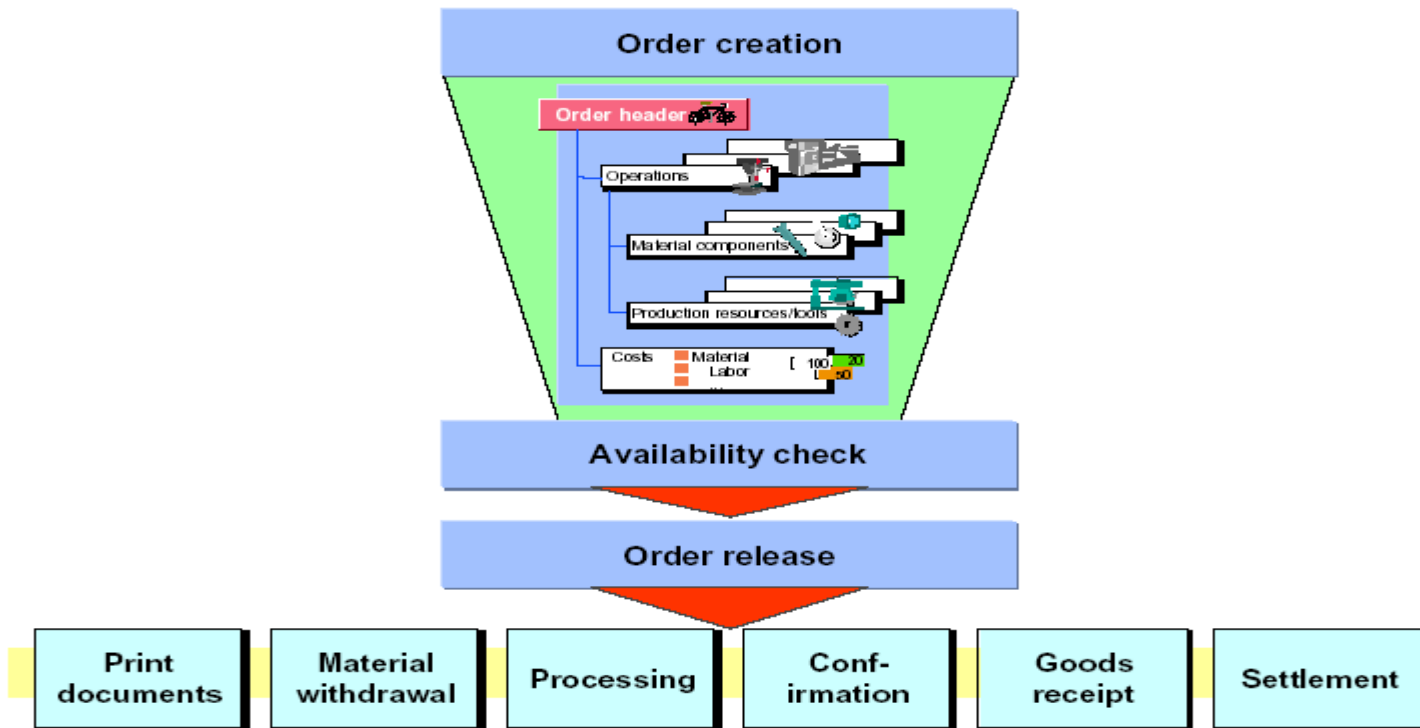 Order creation
Order header
Operations
Material components
Production resources/tools
Costs Material [ 100. 20
Labor [ 50
...
Availability check
Order release
Print
documents
Material
withdrawal
Processing
Conf-
irmation
Goods
receipt
Settlement